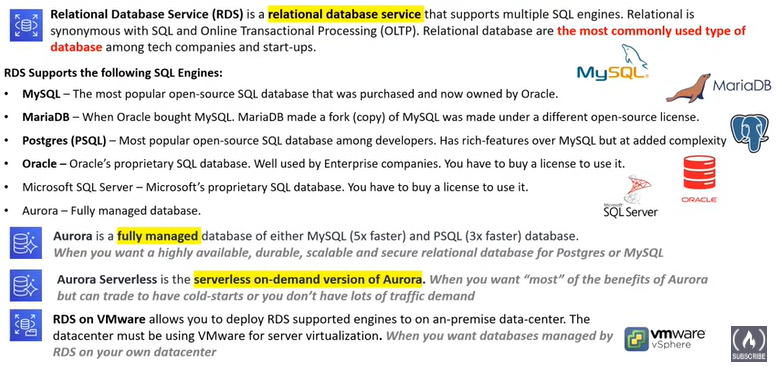 Relational Database Service (RDS) is a relational database service that supports multiple SQL engines. Relational is
synonymous with SQL and Online Transactional Processing (OLTP). Relational database are the most commonly used type of
database among tech companies and start-ups.
MySQL®
RDS Supports the following SQL Engines:
• MySQL – The most popular open-source SQL database that was purchased and now owned by Oracle.
MariaDB
• MariaDB – When Oracle bought MySQL. MariaDB made a fork (copy) of MySQL was made under a different open-source license.
• Postgres (PSQL) – Most popular open-source SQL database among developers. Has rich-features over MySQL but at added complexity
• Oracle – Oracle's proprietary SQL database. Well used by Enterprise companies. You have to buy a license to use it.
• Microsoft SQL Server – Microsoft's proprietary SQL database. You have to buy a license to use it.
Microsoft
SQL Server
ORACLE
• Aurora – Fully managed database.
Aurora is a fully managed database of either MySQL (5x faster) and PSQL (3x faster) database.
When you want a highly available, durable, scalable and secure relational database for Postgres or MySQL
Aurora Serverless is the serverless on-demand version of Aurora. When you want "most" of the benefits of Aurora
but can trade to have cold-starts or you don't have lots of traffic demand
RDS on VMware allows you to deploy RDS supported engines to on an-premise data-center. The
datacenter must be using VMware for server virtualization. When you want databases managed by
RDS on your own datacenter
vmware
vSphere
SUBSCRIBE